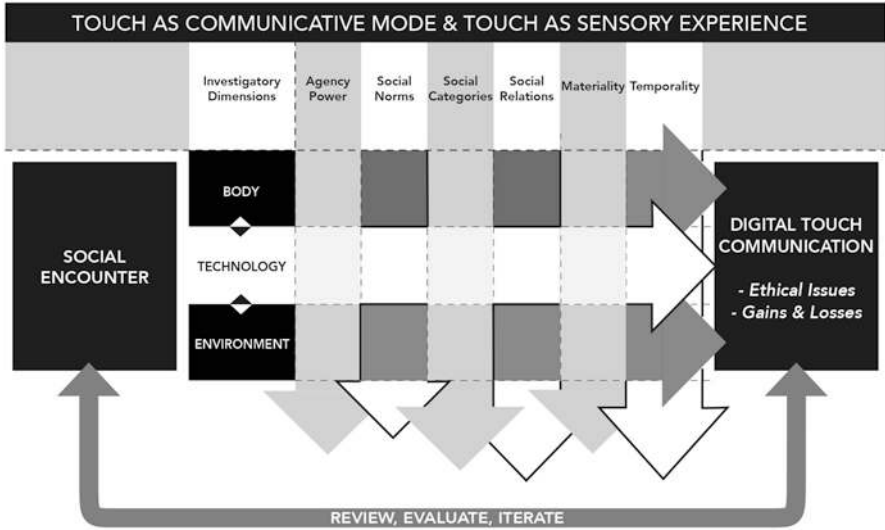 TOUCH AS COMMUNICATIVE MODE & TOUCH AS SENSORY EXPERIENCE
Investigatory
Dimensions
Agency
Power
Social
Norms
Social
Categories
Social
Relations
Materiality
Temporality
SOCIAL
ENCOUNTER
BODY
TECHNOLOGY
ENVIRONMENT
DIGITAL TOUCH
COMMUNICATION
- Ethical Issues
- Gains & Losses
REVIEW, EVALUATE, ITERATE